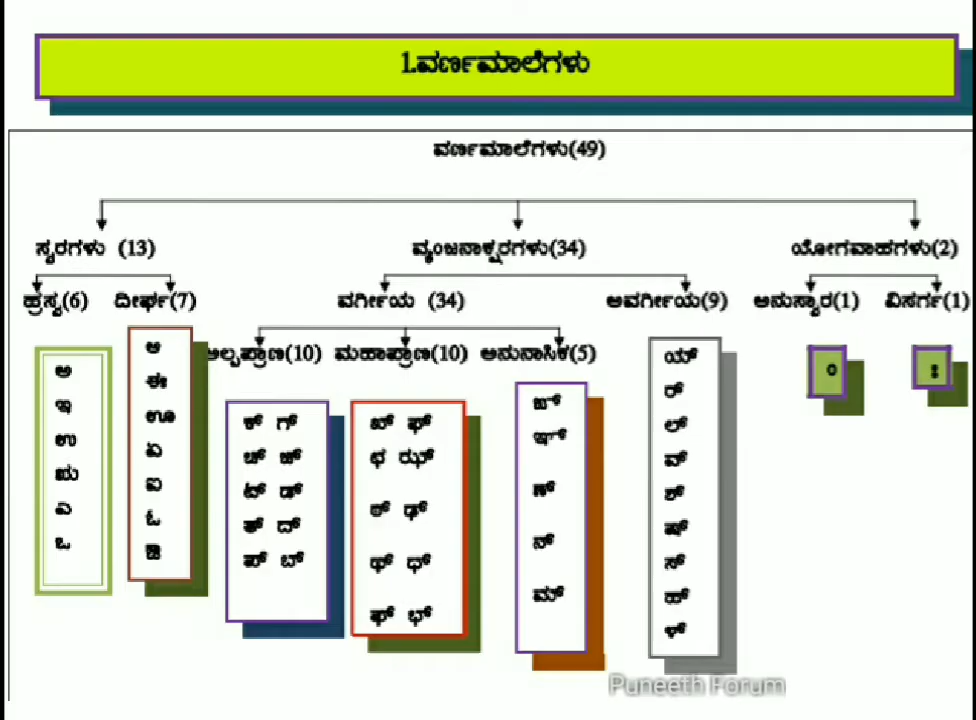 1.ವರ್ಣಮಾಲೆಗಳು
ವರ್ಣಮಾಲೆಗಳು(49)
ಸ್ವರಗಳು (13) ವ್ಯಂಜನಾಕ್ಷರಗಳು(34) ಯೋಗವಾಹಗಳು(2)
ಹ್ರಸ್ವ(6) ದೀರ್ಘ(7) ವರ್ಗೀಯ (34) ಅವರ್ಗೀಯ(9) ಅನುಸ್ವಾರ(1) ವಿಸರ್ಗ(1)
ಅಲ್ಪಪ್ರಾಣ(10) ಮಹಾಪ್ರಾಣ(10) ಅನುನಾಸಿಕ(5)
ಅ
ಇ
ಉ
ಋ
ಎ
ಒ
ಆ
ಈ
ಊ
ಏ
ಐ
ಓ
ಔ
ಕ್ ಗ್
ಚ್ ಜ್
ಟ್ ಡ್
ತ್ ದ್
ಪ್ ಬ್
ಖ್ ಘ್
ಛ ಝ್
ಠ್ ಢ್
ಥ್ ಧ್
ಫ್ ಭ್
ಙ್
ಞ್
ಣ್
ನ್
ಮ್
ಯ್
ರ್
ಲ್
ವ್
ಶ್
ಷ್
ಸ್
ಹ್
ಳ್
ಂ
ಃ
Puneeth Forum